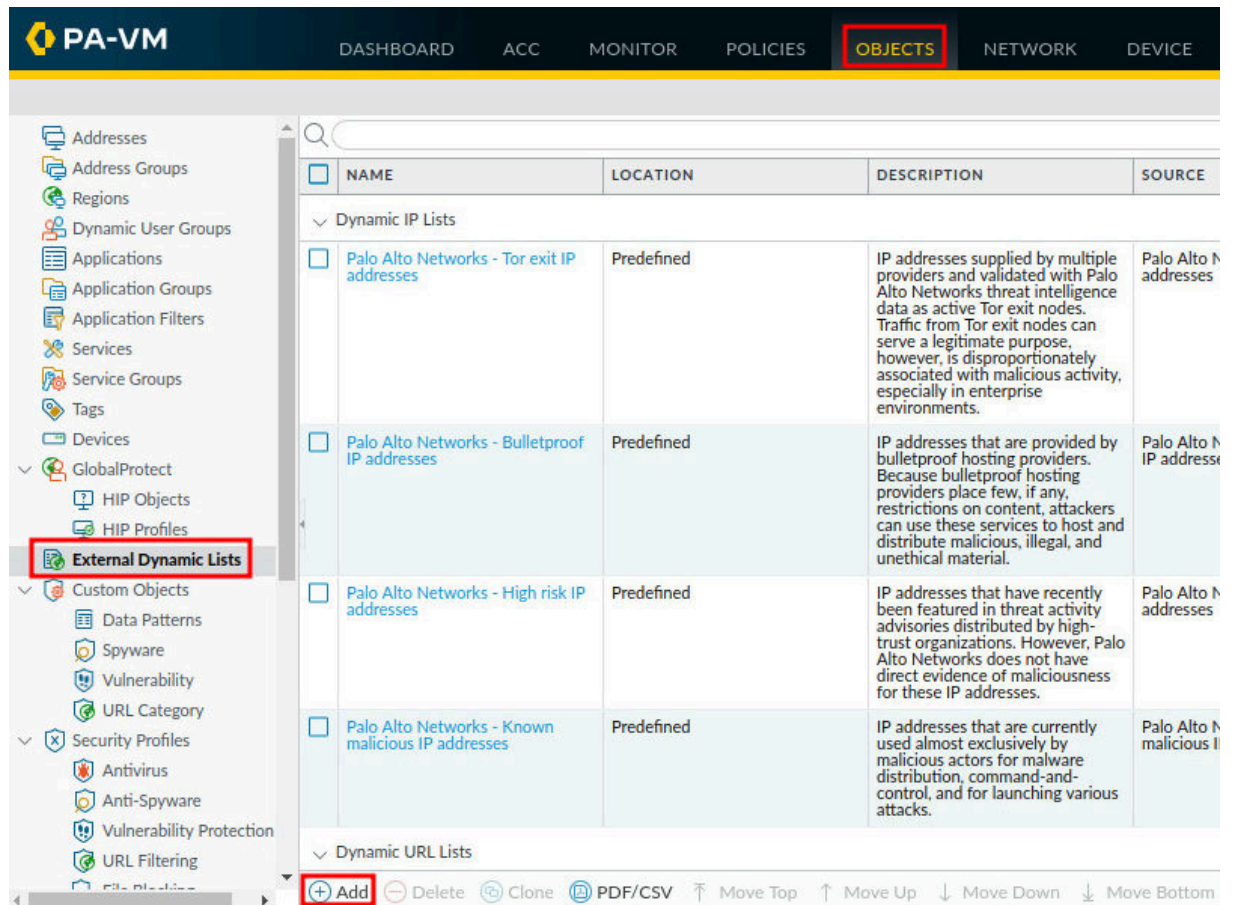 PA-VM
DASHBOARD ACC MONITOR POLICIES OBJECTS NETWORK DEVICE
Addresses
Address Groups
Regions
Dynamic User Groups
Applications
Application Groups
Application Filters
Services
Service Groups
Tags
Devices
GlobalProtect
HIP Objects
HIP Profiles
External Dynamic Lists
Custom Objects
Data Patterns
Spyware
Vulnerability
URL Category
Security Profiles
Antivirus
Anti-Spyware
Vulnerability Protection
URL Filtering
NAME LOCATION DESCRIPTION SOURCE
Dynamic IP Lists
Palo Alto Networks - Tor exit IP
addresses
Predefined
IP addresses supplied by multiple
providers and validated with Palo
Alto Networks threat intelligence
data as active Tor exit nodes.
Traffic from Tor exit nodes can
serve a legitimate purpose,
however, is disproportionately
associated with malicious activity,
especially in enterprise
environments.
Palo Alto
addresses
Palo Alto Networks - Bulletproof
IP addresses
Predefined
IP addresses that are provided by
bulletproof hosting providers.
Because bulletproof hosting
providers place few, if any,
restrictions on content, attackers
can use these services to host and
distribute malicious, illegal, and
unethical material.
Palo Alto
IP
Palo Alto Networks - High risk IP
addresses
Predefined
IP addresses that have recently
been featured in threat activity
advisories distributed by high-
trust organizations. However, Palo
Alto Networks does not have
direct evidence of maliciousness
for these IP addresses.
Palo Alto
addresses
Palo Alto Networks - Known
malicious IP addresses
Predefined
IP addresses that are currently
used almost exclusively by
malicious actors for malware
distribution, command-and-
control, and for launching various
attacks.
Palo Alto
malicious
Dynamic URL Lists
Add Delete Clone PDF/CSV Move Top Move Up Move Down Move Bottom